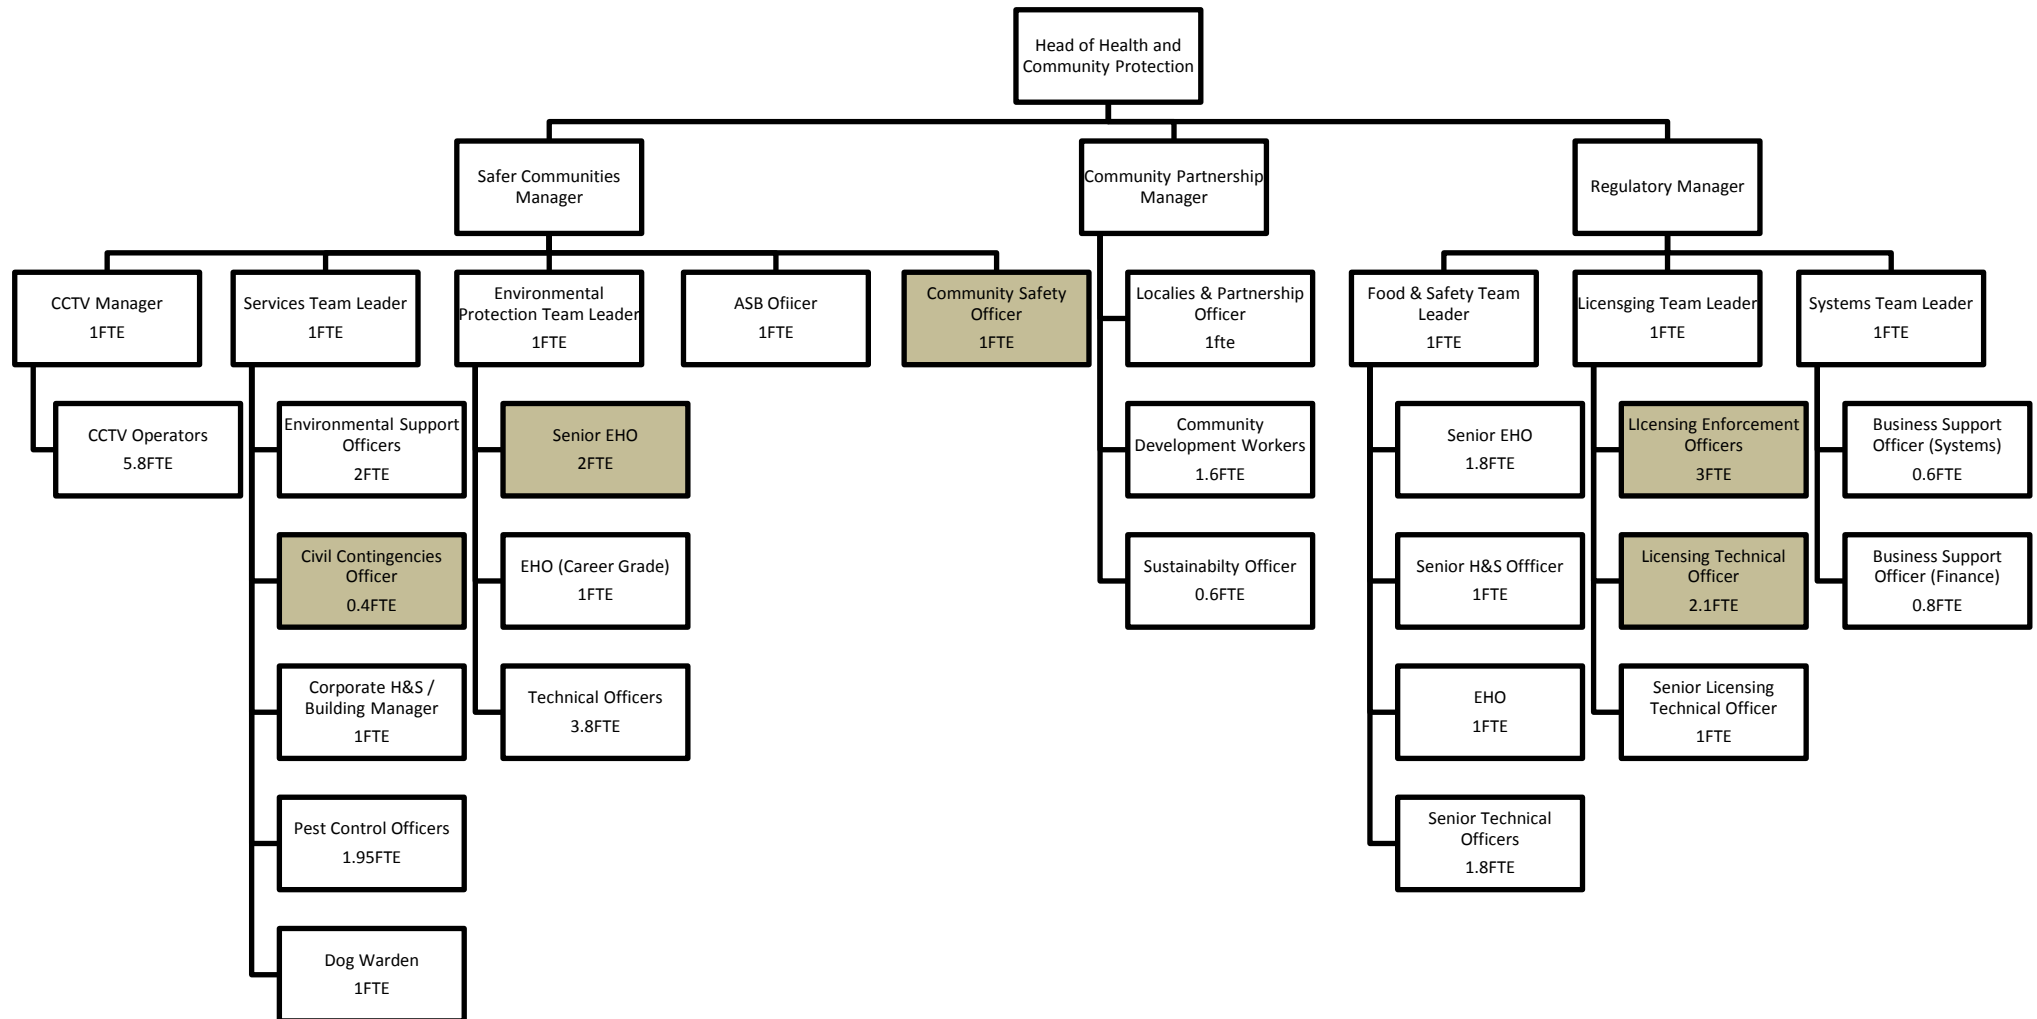 Head of Health and
Community Protection
Safer Communities
Manager
Community Partnership
Manager
Regulatory Manager
CCTV Manager
1FTE
Services Team Leader
1FTE
Environmental
Protection Team Leader
1FTE
ASB Ofiicer
1FTE
Community Safety
Officer
1FTE
Localies & Partnership
Officer
1fte
Food & Safety Team
Leader
1FTE
Licensging Team Leader
1FTE
Systems Team Leader
1FTE
CCTV Operators
5.8FTE
Environmental Support
Officers
2FTE
Senior EHO
2FTE
Community
Development Workers
1.6FTE
Senior EHO
1.8FTE
LIcensing Enforcement
Officers
3FTE
Business Support
Officer (Systems)
0.6FTE
Civil Contingencies
Officer
0.4FTE
EHO (Career Grade)
1FTE
Sustainabilty Officer
0.6FTE
Senior H&S Offficer
1FTE
Licensing Technical
Officer
2.1FTE
Business Support
Officer (Finance)
0.8FTE
Corporate H&S /
Building Manager
1FTE
Technical Officers
3.8FTE
EHO
1FTE
Senior Licensing
Technical Officer
1FTE
Pest Control Officers
1.95FTE
Senior Technical
Officers
1.8FTE
Dog Warden
1FTE